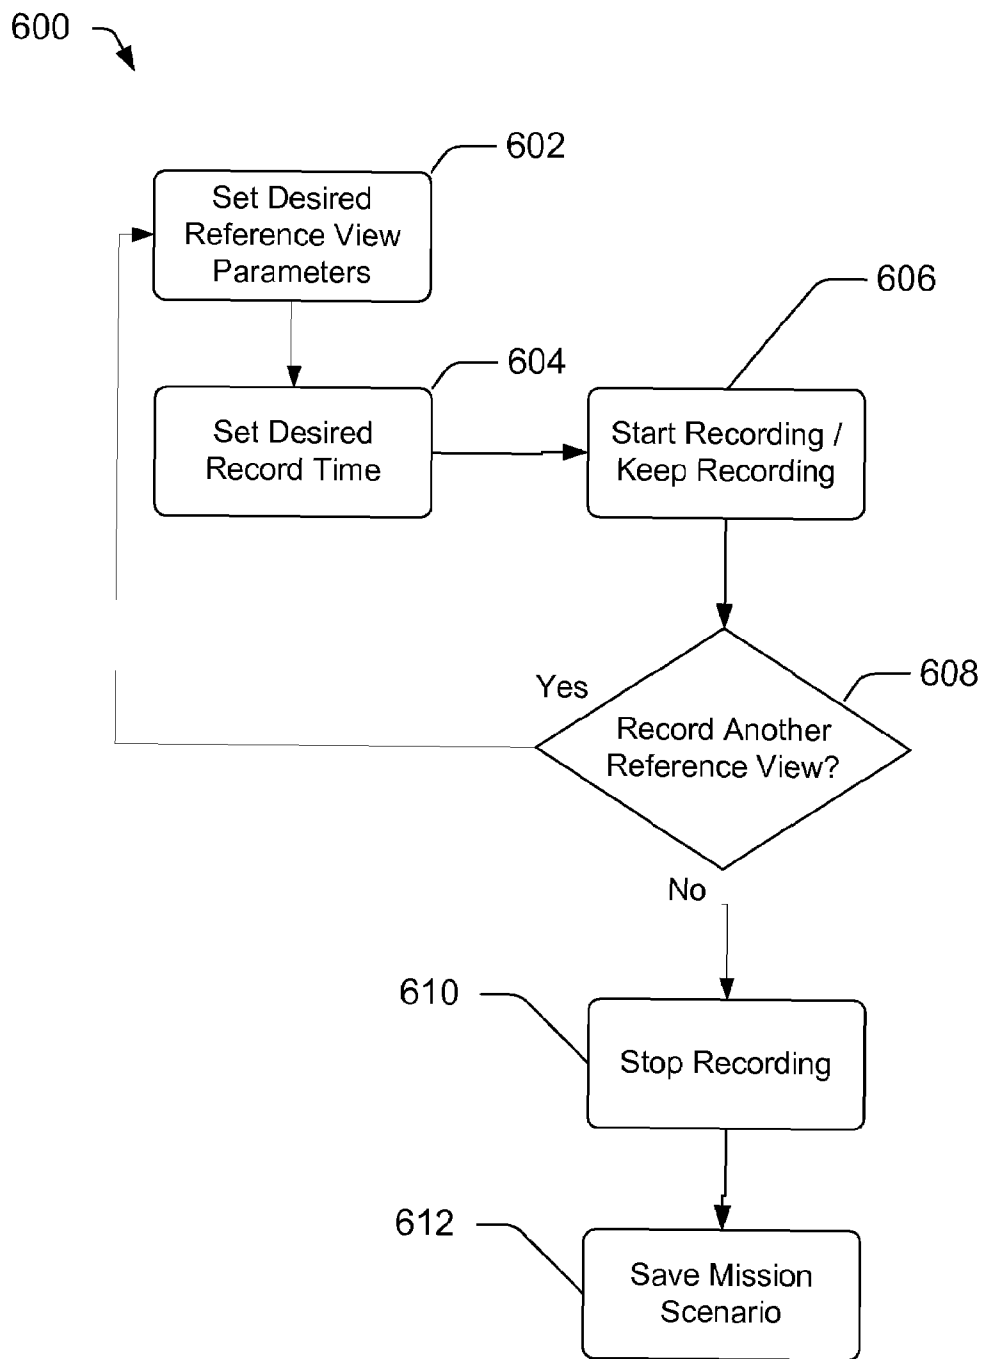 600
602
Set Desired
Reference View
Parameters
604
Set Desired
Record Time
606
Start Recording /
Keep Recording
608
Yes
Record Another
Reference View?
No
610
Stop Recording
612
Save Mission
Scenario